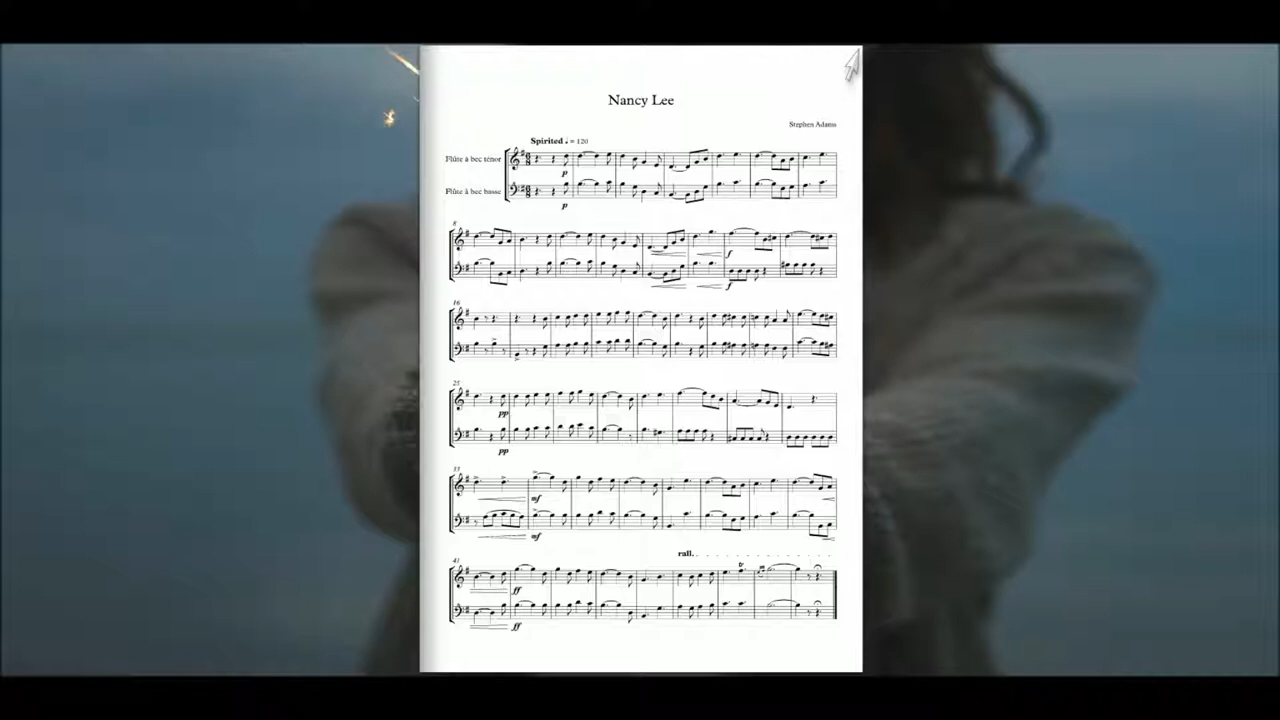 Nancy Lee
Stephen Adams
Spirited ♩ = 120
Flûte à bec ténor
p
Flûte à bec basse
p
8
f
f
16
25
pp
pp
33
mf
mf
rall.
41
tr
ff
ff